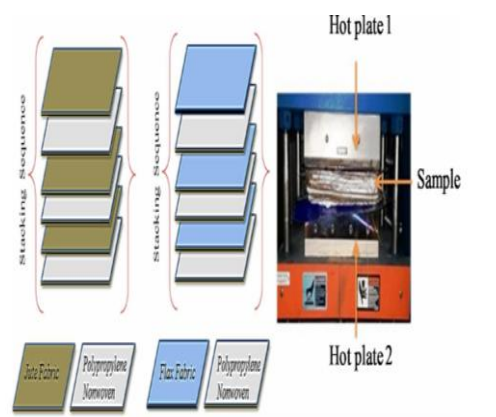 Hot plate 1
Stacking Sequence
Stacking Sequence
Sample
Hot plate 2
Jute Fabric
Polypropylene
Nonwoven
Flax Fabric
Polypropylene
Nonwoven